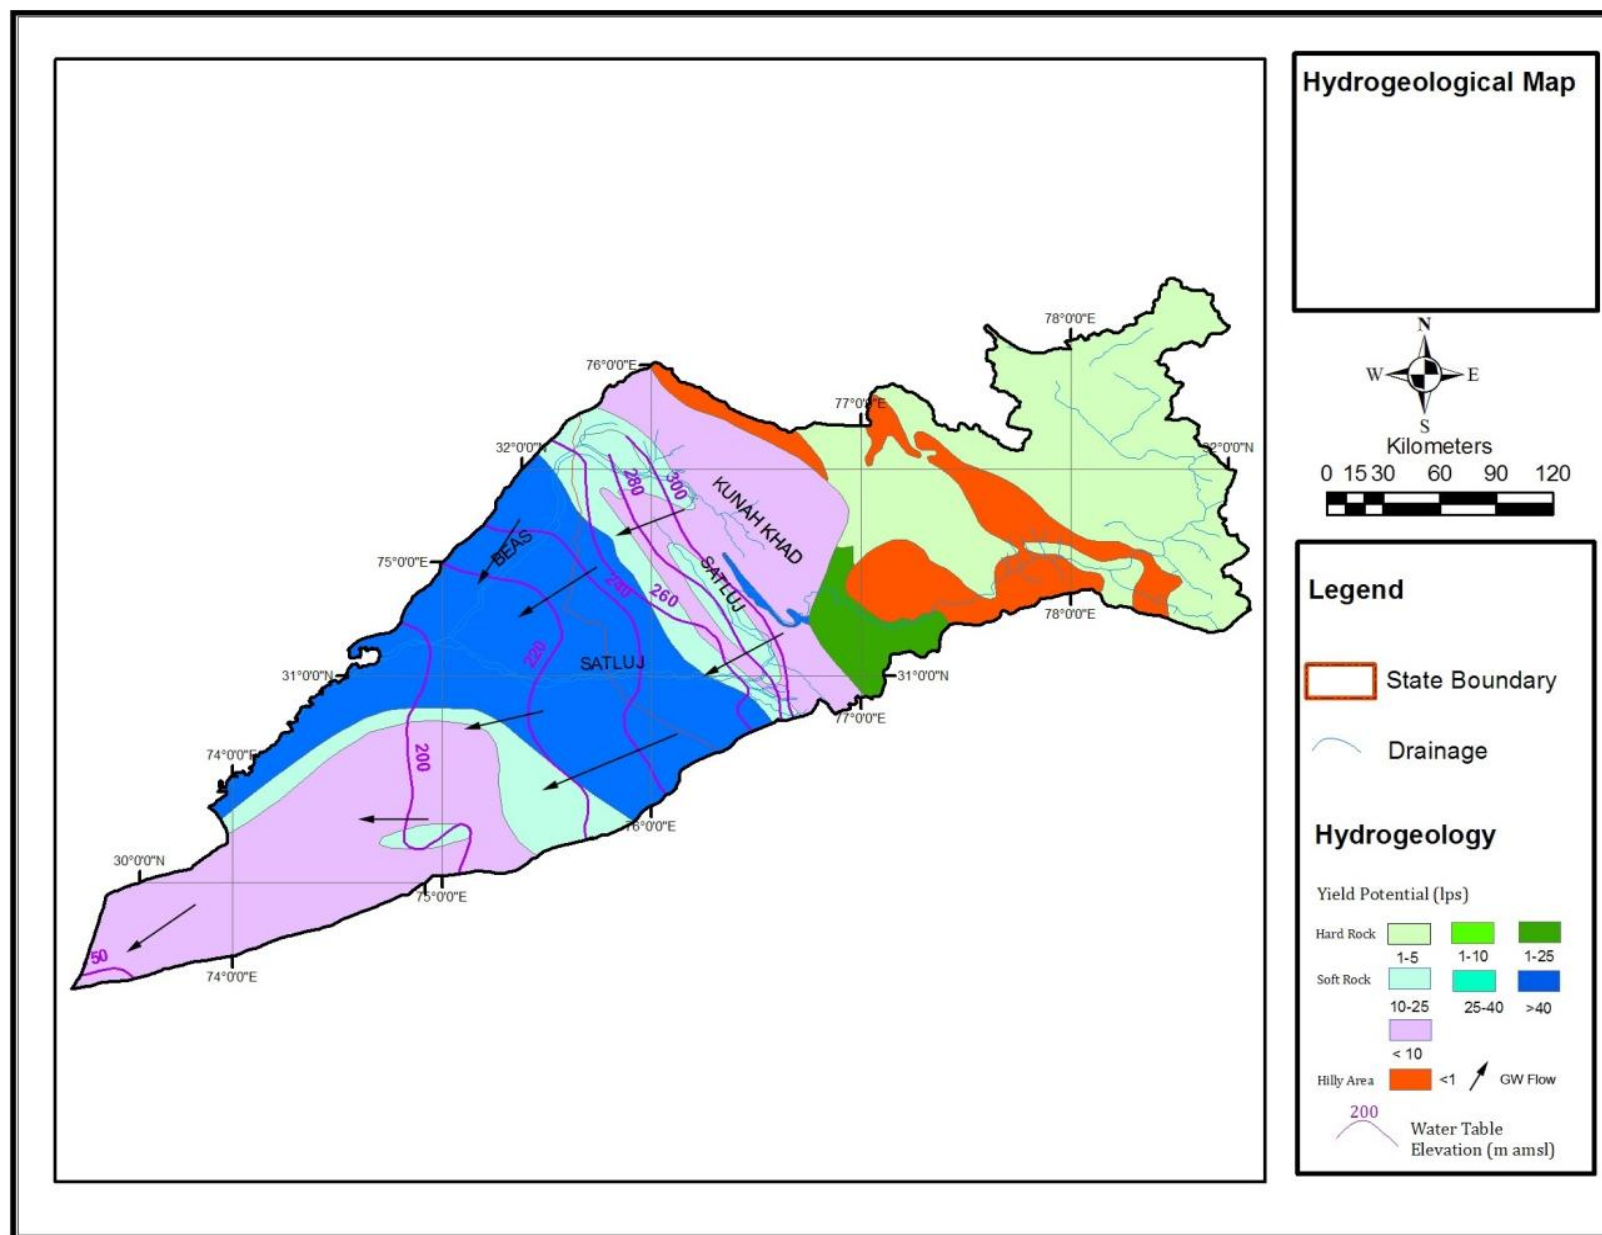 Hydrogeological Map
N
W
E
S
Kilometers
0 15 30 60 90 120
Legend
State Boundary
Drainage
Hydrogeology
Yield Potential (lps)
Hard Rock
1-5
1-10
1-25
Soft Rock
10-25
25-40
>40
< 10
Hilly Area
<1
GW Flow
200
Water Table
Elevation (m amsl)
78°0'0"E
76°0'0"E
77°0'0"E
32°0'0"N
32°0'0"N
280
300
KUNAH KHAD
BEAS
75°0'0"E
SATLUJ
240
260
78°0'0"E
220
SATLUJ
31°0'0"N
31°0'0"N
77°0'0"E
200
74°0'0"E
76°0'0"E
30°0'0"N
75°0'0"E
50
74°0'0"E